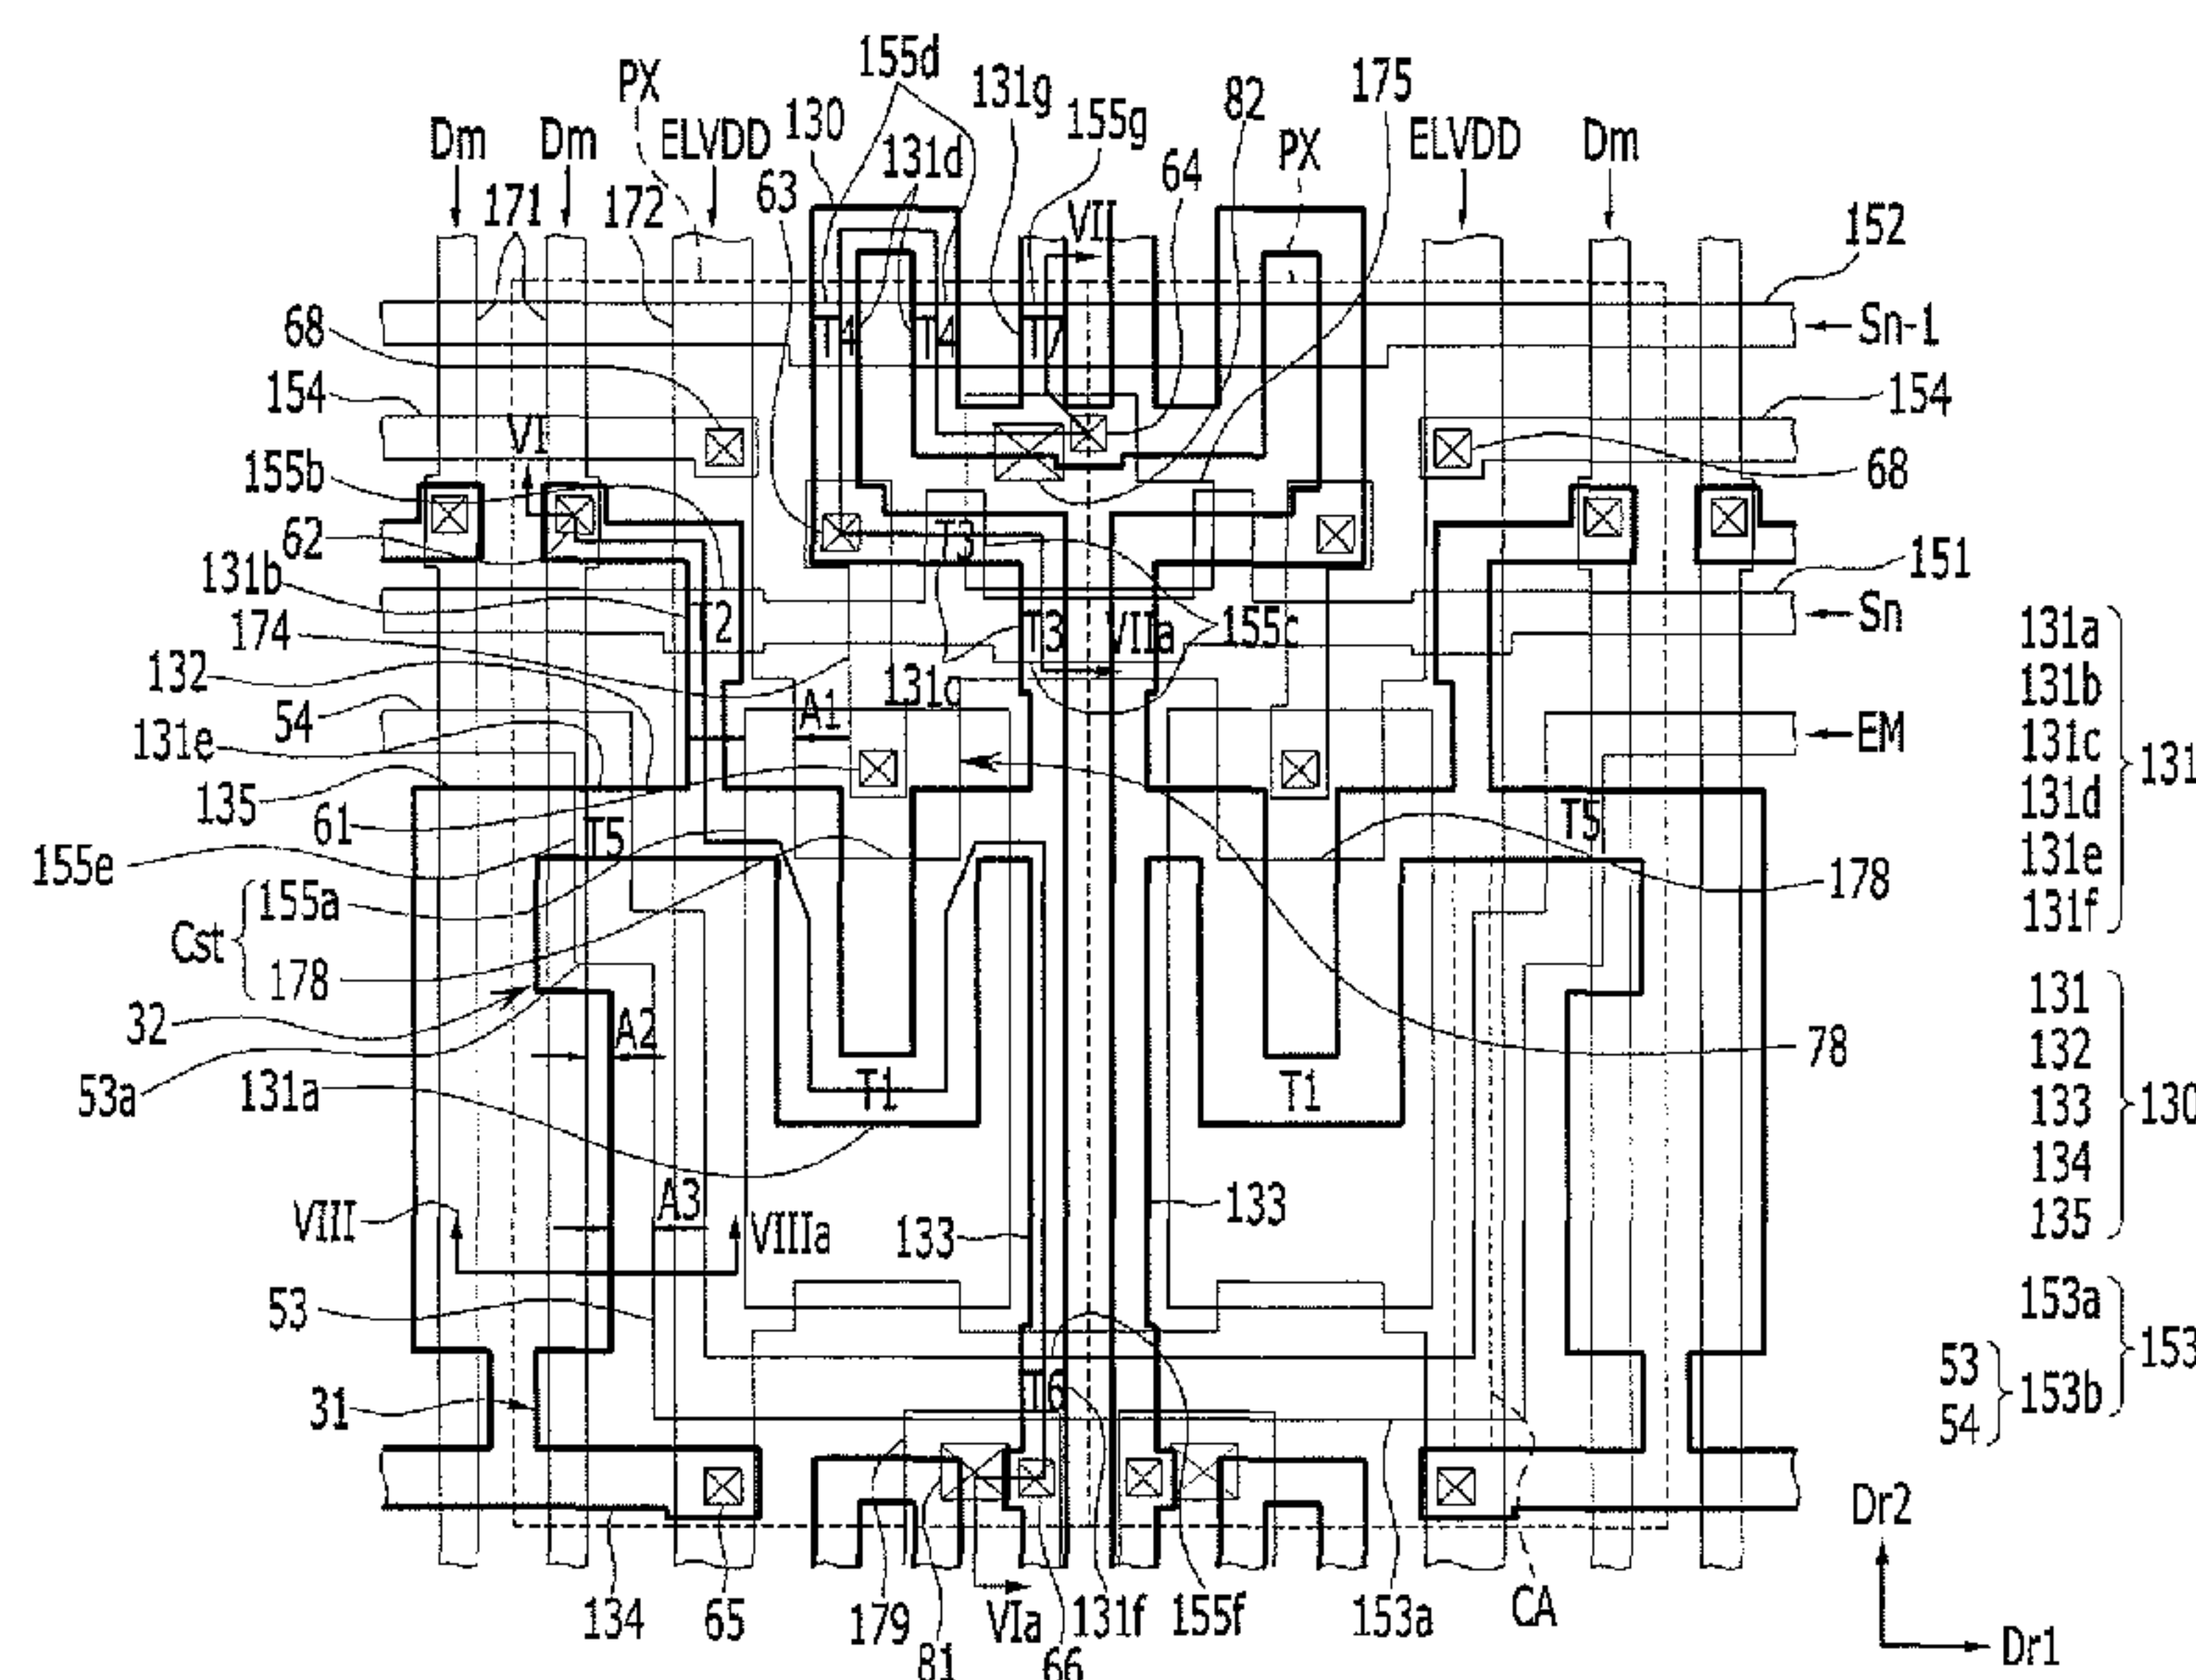 155d
PX
131g
175
130
155g
82
Dm
Dm
ELVDD
131d
PX
ELVDD
Dm
63
64
171
172
VII
152
68
T4
T4
T7
Sn-1
154
154
VI
155b
68
62
T3
131b
151
T2
T3
VIIa
155c
Sn
174
131a
131b
131c
131d
131e
131f
131
132
131c
54
A1
131e
EM
135
61
T5
T5
155e
178
Cst
155a
178
32
A2
78
53a
131a
T1
T1
131
132
133
134
135
130
VIII
A3
VIIIa
133
133
53
153a
153
53
54
153b
31
T6
Dr2
134
65
179
81
VIa
66
131f
155f
153a
CA
Dr1